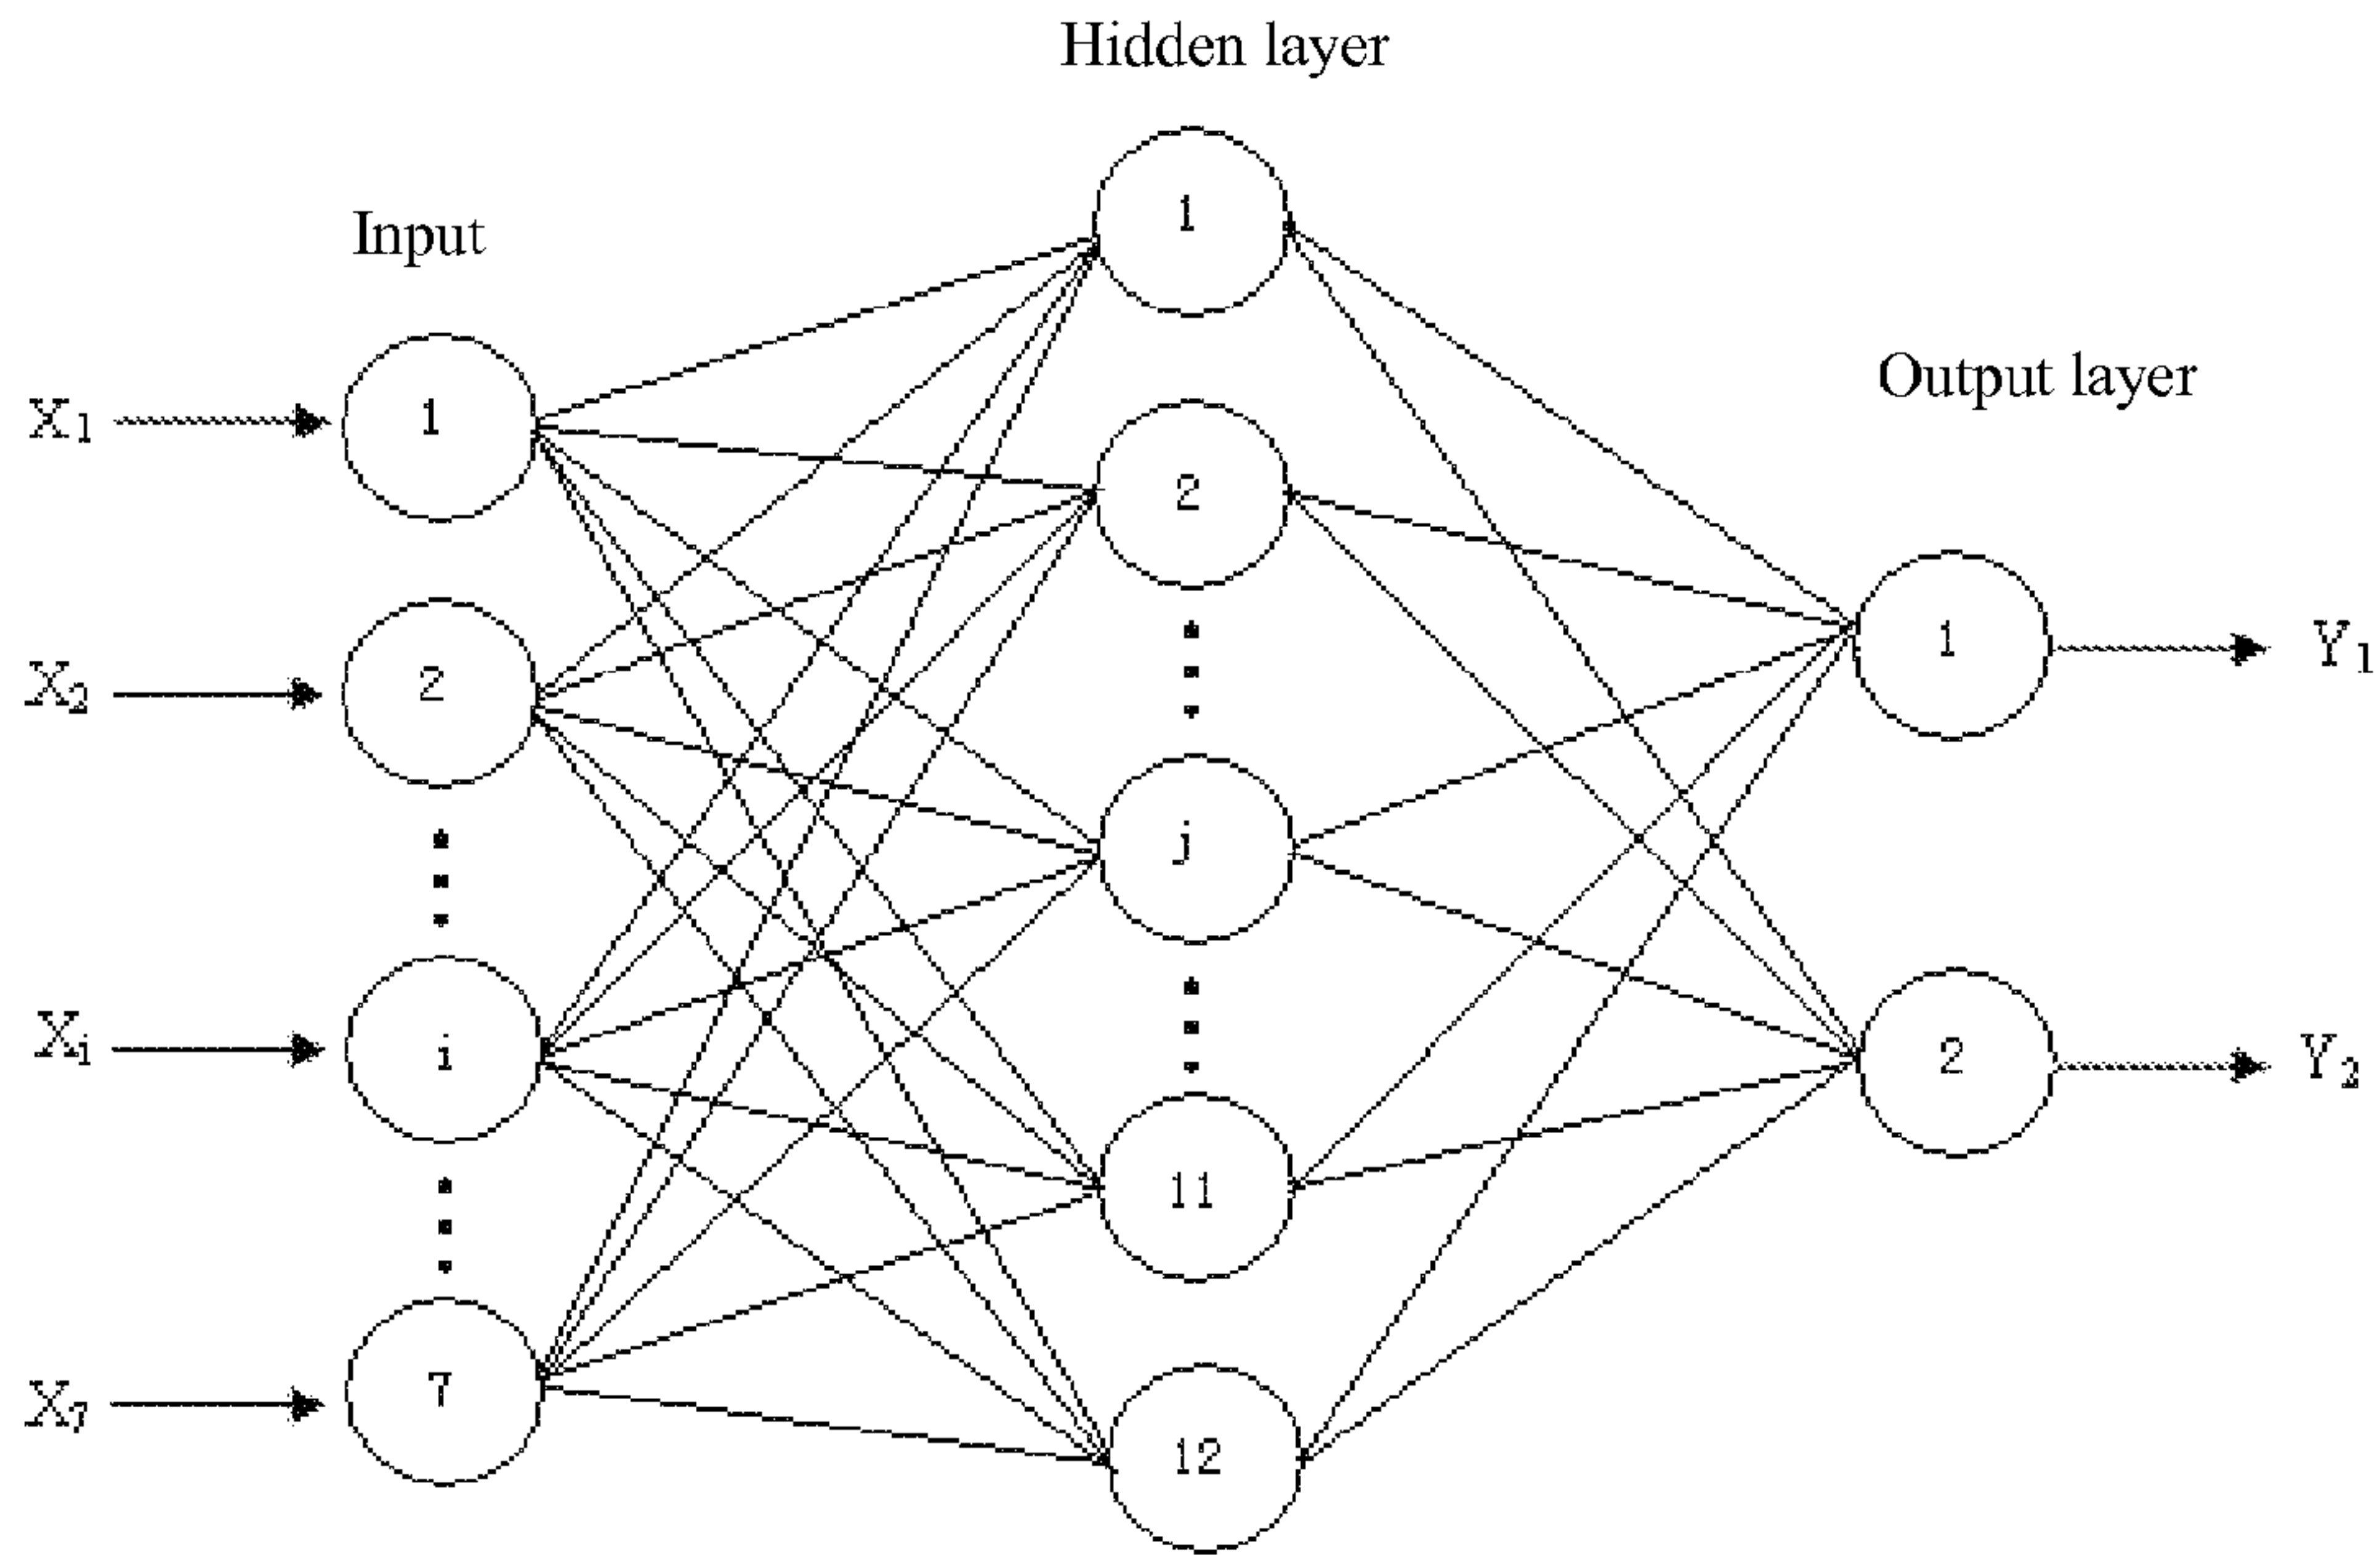 Hidden layer
Input
Output layer
X1
X2
Xi
X7
1
2
i
7
1
2
j
11
12
1
2
Y1
Y2